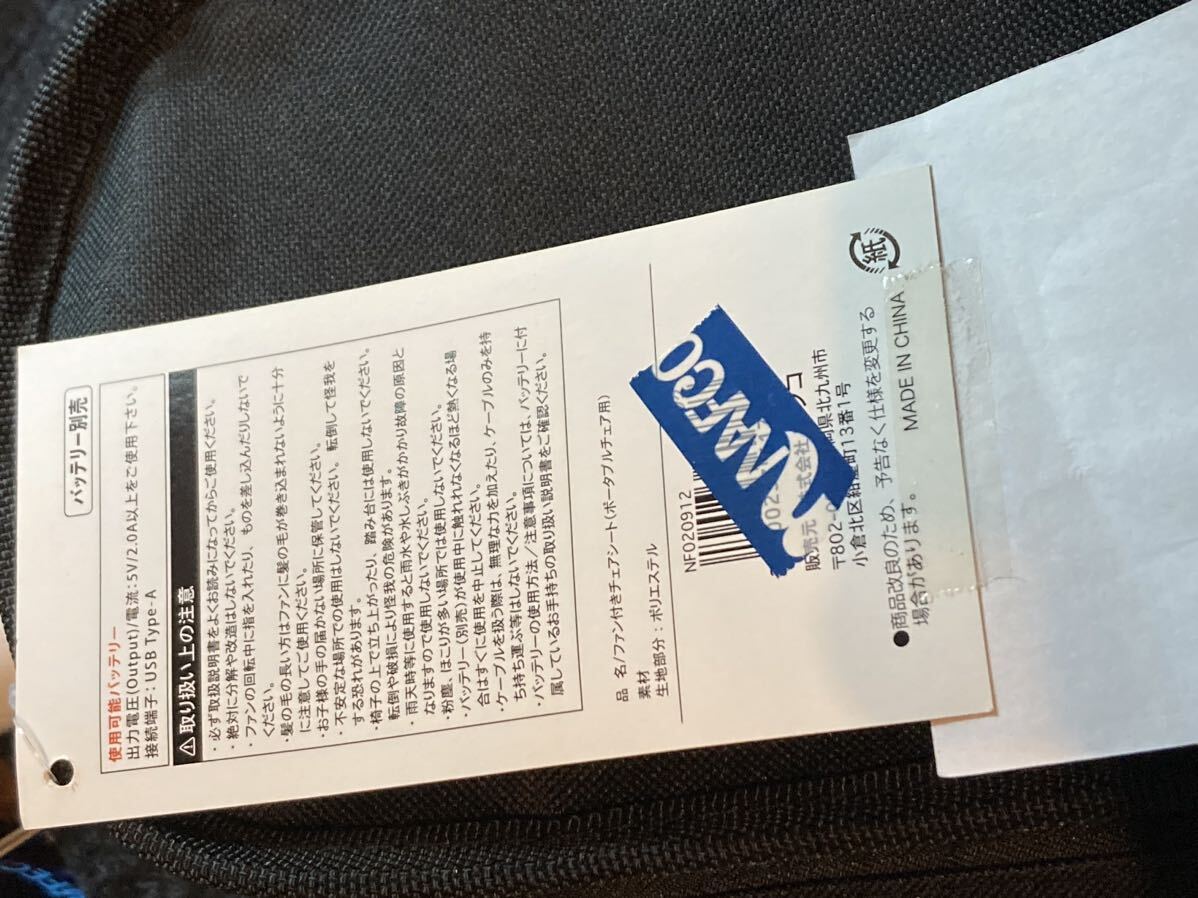 バッテリー別売
使用可能バッテリー
出力電圧(Output)/電流:5V/2.0A以上をご使用下さい。
接続端子:USB Type-A
⚠取り扱い上の注意
・必ず取扱説明書をよくお読みになってからご使用ください。
・絶対に分解や改造はしないでください。
・ファンの回転中に指を入れたり、ものを差し込んだりしないで
ください。
・髪の毛の長い方はファンに髪の毛が巻き込まれないように十分
に注意してご使用ください。
・お子様の手の届かない場所に保管してください。
・不安定な場所での使用はしないでください。転倒して怪我を
する恐れがあります。
・椅子の上で立ち上がったり、踏み台には使用しないでください。
転倒や破損により怪我の危険があります。
・雨天時等に使用すると雨水や水しぶきがかかり故障の原因と
なりますので使用しないでください。
・粉塵、ほこりが多い場所では使用しないでください。
・バッテリー(別売)が使用中に触れなくなるほど熱くなる場
合はすぐに使用を中止してください。
・ケーブルを扱う際は、無理な力を加えたり、ケーブルのみを持
ち持ち運ぶ等はしないでください。
・バッテリーの使用方法/注意事項については、バッテリーに付
属しているお手持ちの取り扱い説明書をご確認ください。
品 名/ファン付きチェアシート(ポータブルチェア用)
素材
生地部分:ポリエステル
NF020912
NAFCO
販売元 株式会社 コ
〒802- 岡県北九州市
小倉北区紺屋町13番1号
●商品改良のため、予告なく仕様を変更する
場合があります。
MADE IN CHINA
紙